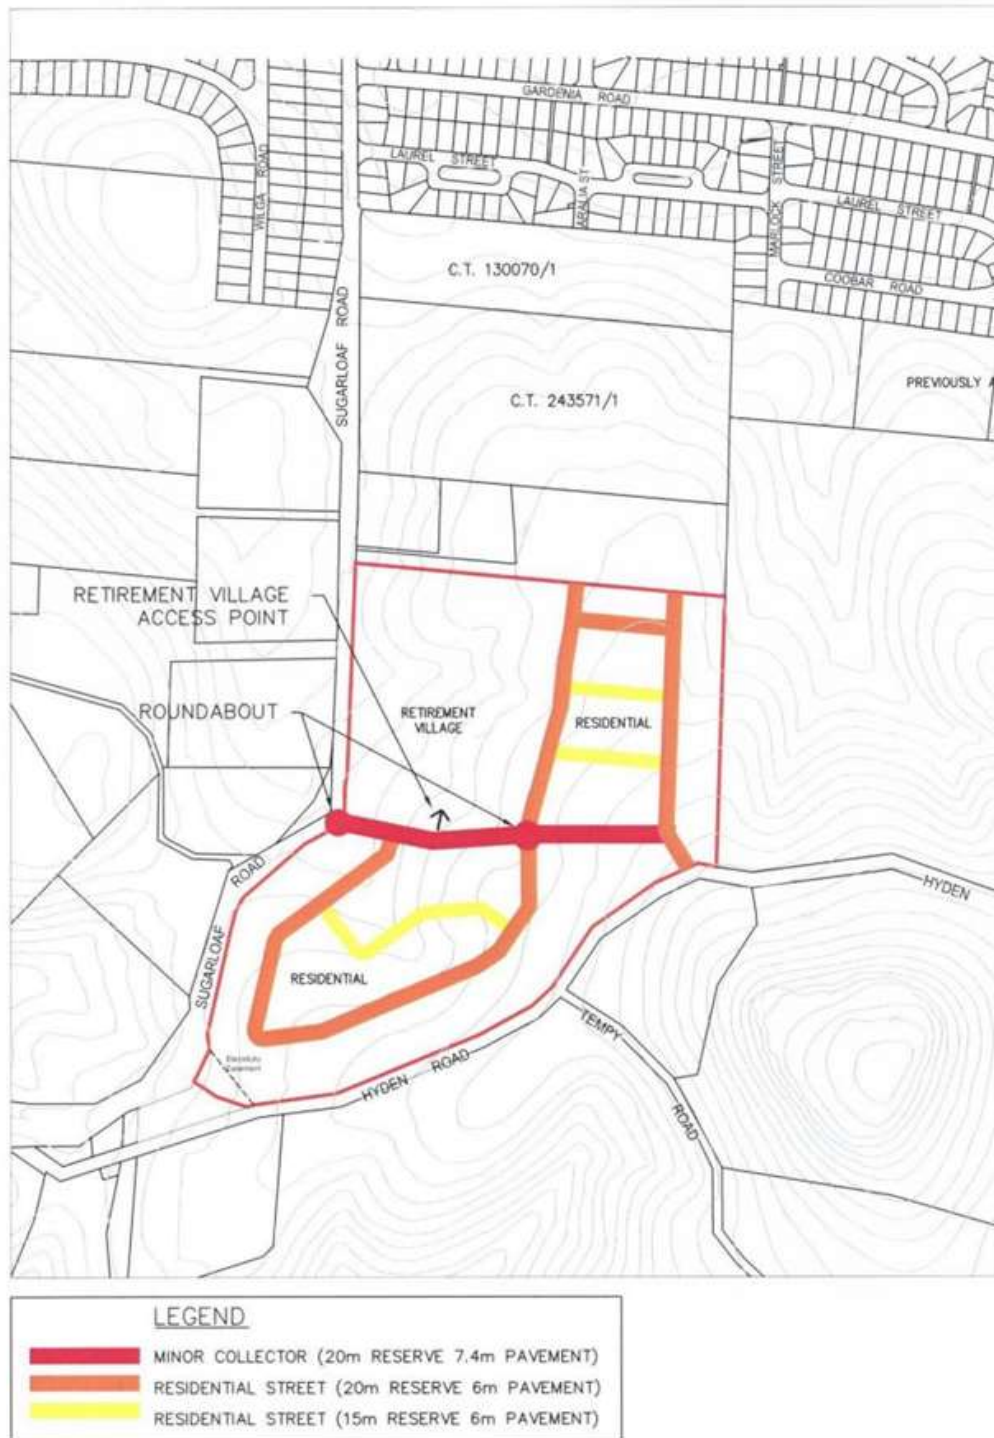 GARDENIA ROAD
LAUREL STREET
WILGA ROAD
ARALIA ST
MARLOCK STREET
LAUREL STREET
COOBAR ROAD
C.T. 130070/1
SUGARLOAF ROAD
C.T. 243571/1
PREVIOUSLY A
RETIREMENT VILLAGE
ACCESS POINT
ROUNDABOUT
RETIREMENT
VILLAGE
RESIDENTIAL
SUGARLOAF ROAD
HYDEN
RESIDENTIAL
Easement
TEMPY ROAD
HYDEN ROAD
LEGEND
MINOR COLLECTOR (20m RESERVE 7.4m PAVEMENT)
RESIDENTIAL STREET (20m RESERVE 6m PAVEMENT)
RESIDENTIAL STREET (15m RESERVE 6m PAVEMENT)